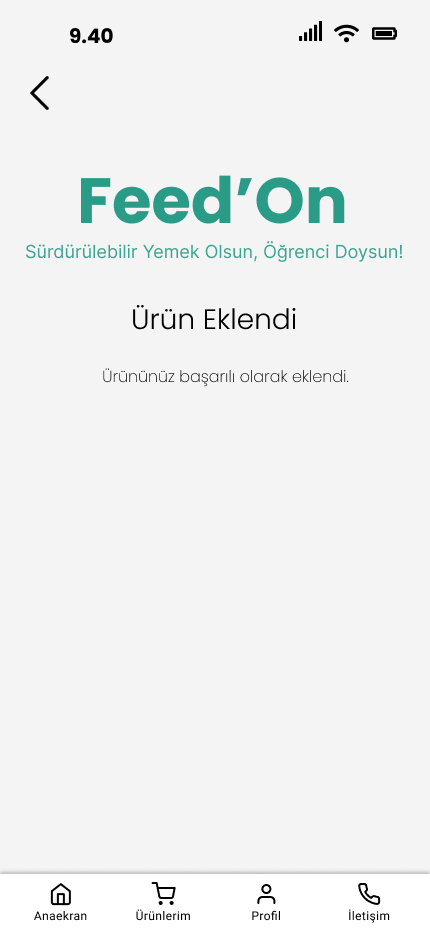 9.40
Feed’On
Sürdürülebilir Yemek Olsun, Öğrenci Doysun!
Ürün Eklendi
Ürününüz başarılı olarak eklendi.
Anaekran Ürünlerim Profil İletişim